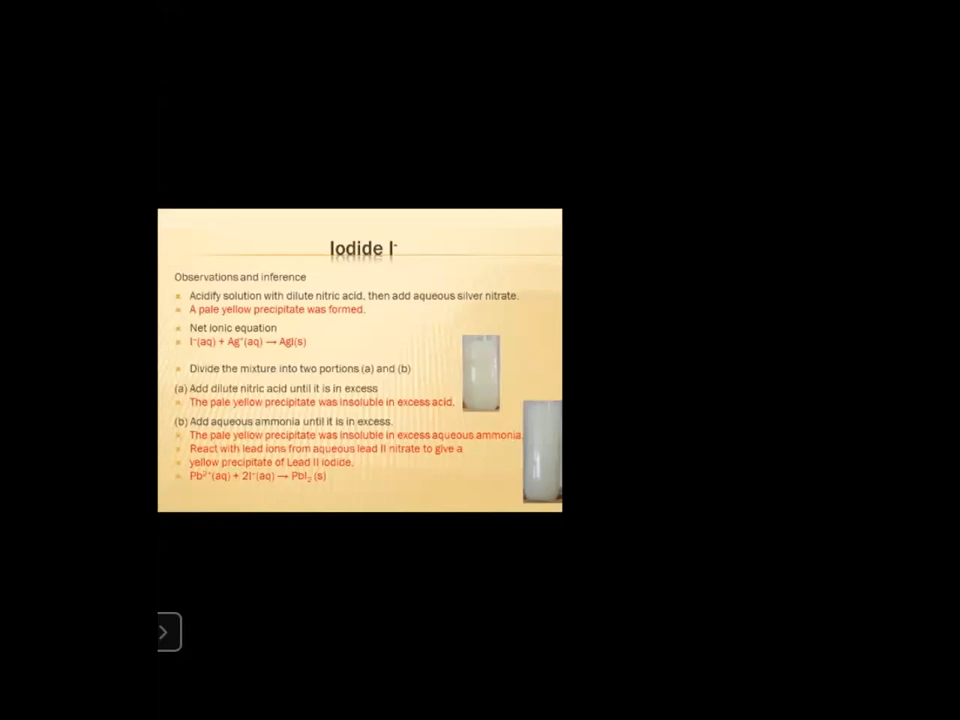 Iodide I⁻
Observations and inference
Acidify solution with dilute nitric acid, then add aqueous silver nitrate.
A pale yellow precipitate was formed.
Net ionic equation
I⁻(aq) + Ag⁺(aq) → AgI(s)
Divide the mixture into two portions (a) and (b)
(a) Add dilute nitric acid until it is in excess
The pale yellow precipitate was insoluble in excess acid.
(b) Add aqueous ammonia until it is in excess.
The pale yellow precipitate was insoluble in excess aqueous ammonia.
React with lead ions from aqueous lead II nitrate to give a
yellow precipitate of Lead II iodide.
Pb²⁺(aq) + 2I⁻(aq) → PbI₂ (s)